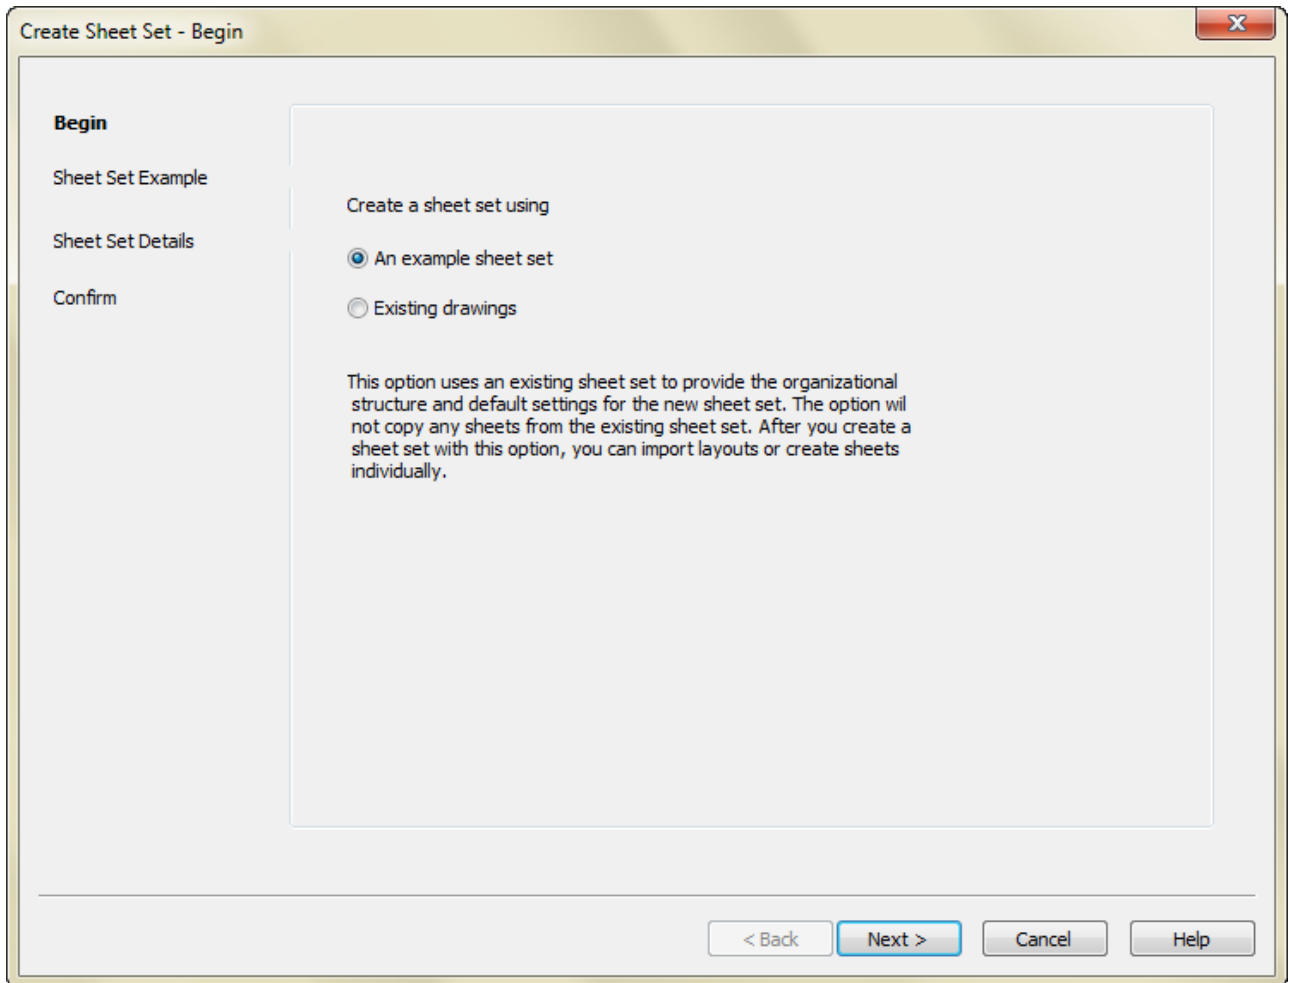 Create Sheet Set - Begin
Begin
Sheet Set Example
Sheet Set Details
Confirm
Create a sheet set using
An example sheet set
Existing drawings
This option uses an existing sheet set to provide the organizational
structure and default settings for the new sheet set. The option wil
not copy any sheets from the existing sheet set. After you create a
sheet set with this option, you can import layouts or create sheets
individually.
< Back
Next >
Cancel
Help